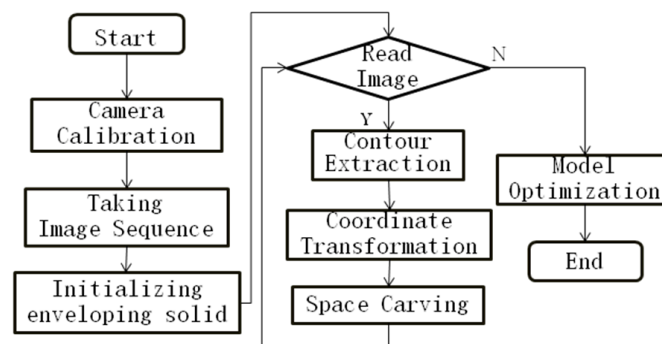 Start
Camera
Calibration
Taking
Image Sequence
Initializing
enveloping solid
Read
Image
N
Y
Contour
Extraction
Coordinate
Transformation
Space Carving
Model
Optimization
End